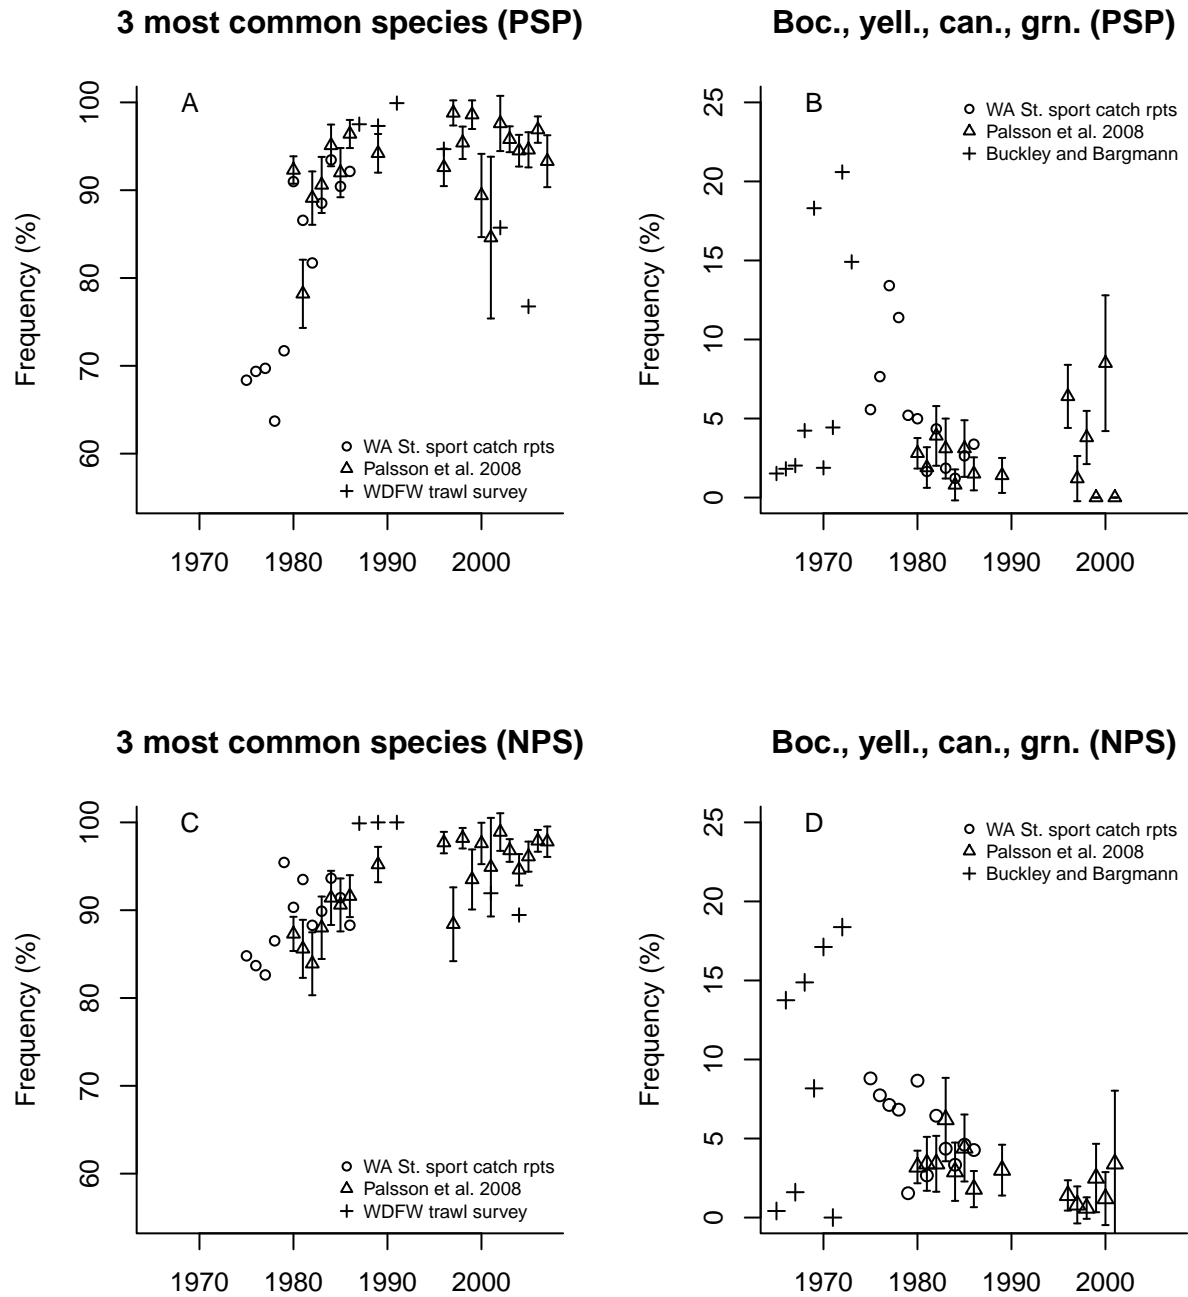 3 most common species (PSP)
A
Frequency (%)
100
90
80
70
60
WA St. sport catch rpts
Palsson et al. 2008
WDFW trawl survey
1970 1980 1990 2000
Boc., yell., can., grn. (PSP)
B
Frequency (%)
25
20
15
10
5
0
WA St. sport catch rpts
Palsson et al. 2008
Buckley and Bargmann
1970 1980 1990 2000
3 most common species (NPS)
C
Frequency (%)
100
90
80
70
60
WA St. sport catch rpts
Palsson et al. 2008
WDFW trawl survey
1970 1980 1990 2000
Boc., yell., can., grn. (NPS)
D
Frequency (%)
25
20
15
10
5
0
WA St. sport catch rpts
Palsson et al. 2008
Buckley and Bargmann
1970 1980 1990 2000